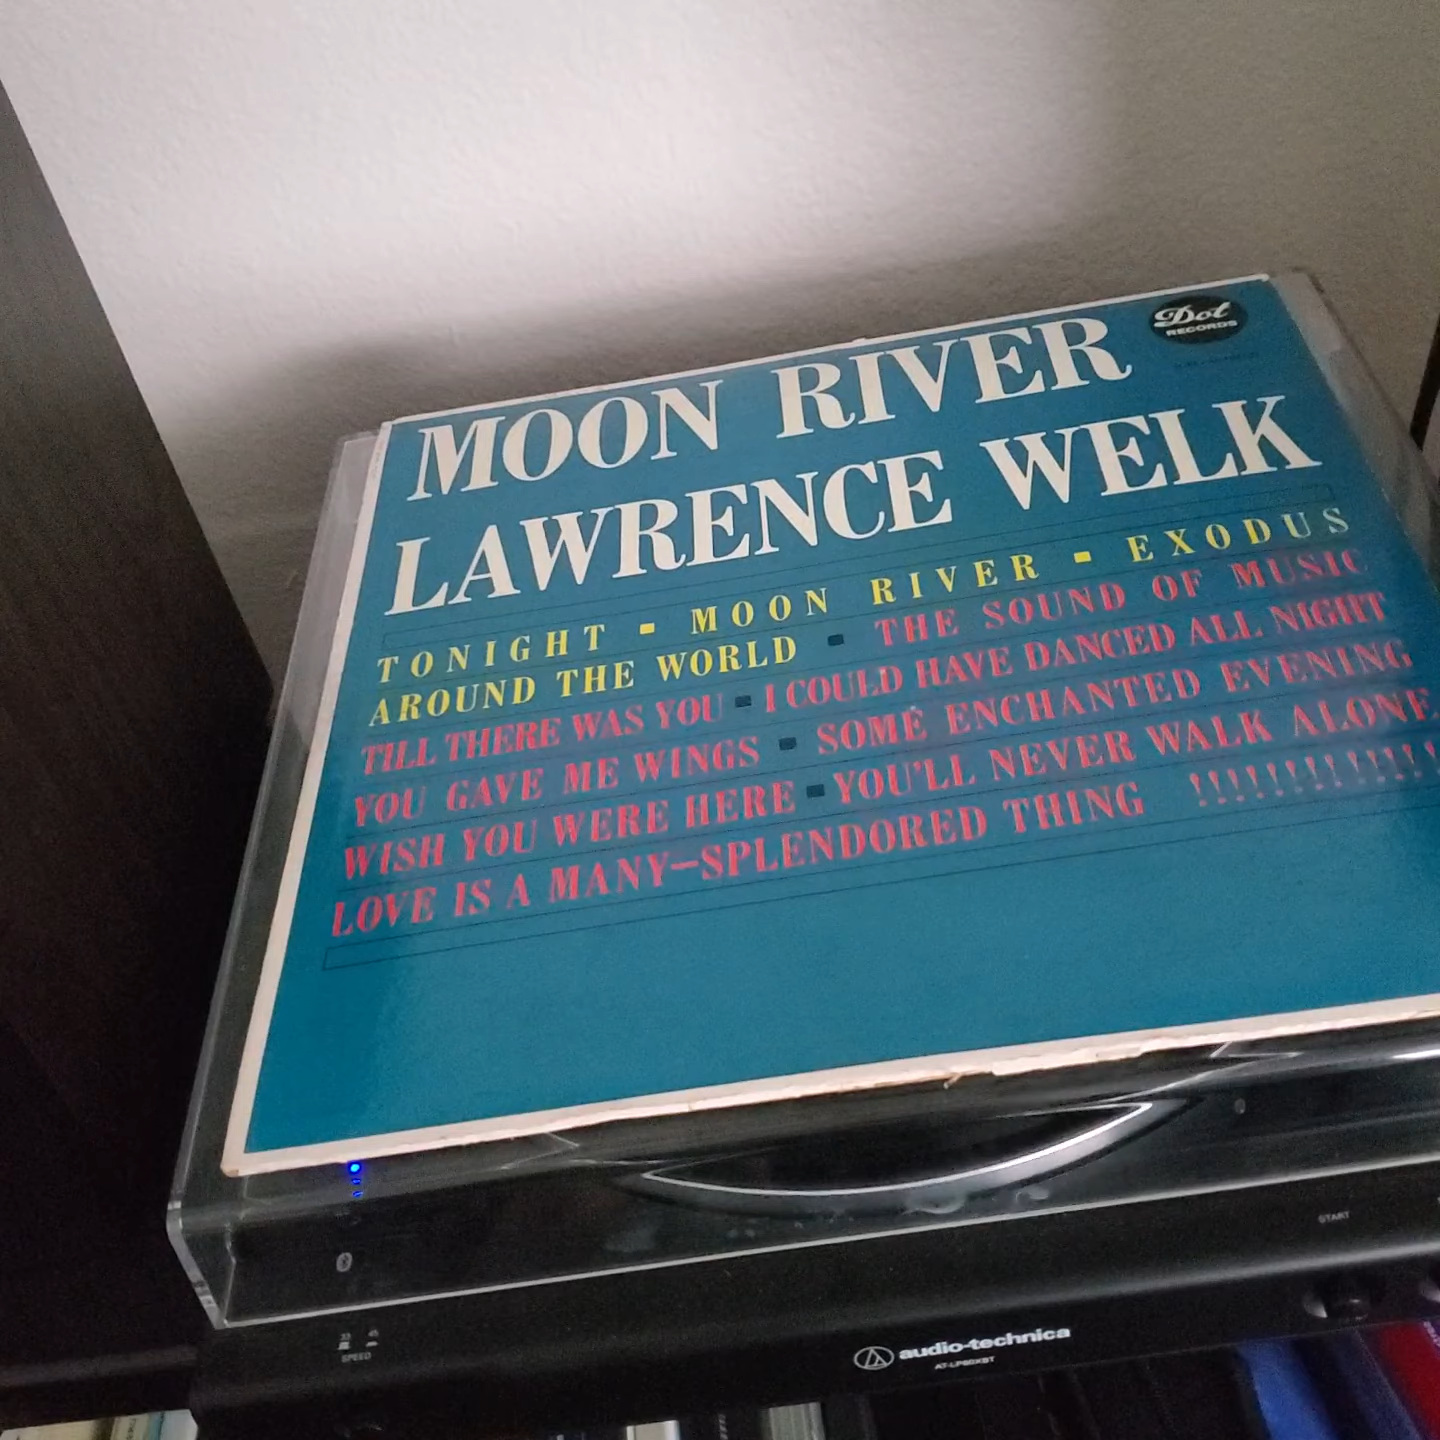 Dot
RECORDS
MOON RIVER
LAWRENCE WELK
TONIGHT ▪ MOON RIVER ▪ EXODUS
AROUND THE WORLD ▪ THE SOUND OF MUSIC
TILL THERE WAS YOU ▪ I COULD HAVE DANCED ALL NIGHT
YOU GAVE ME WINGS ▪ SOME ENCHANTED EVENING
WISH YOU WERE HERE ▪ YOU'LL NEVER WALK ALONE
LOVE IS A MANY–SPLENDORED THING !!!!!!!!!!!!!
START
33 45
SPEED
audio-technica
AT-LP60XBT